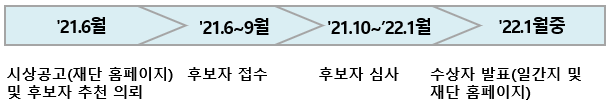 '21.6월
'21.6~9월
'21.10~'22.1월
'22.1월중
시상공고(재단 홈페이지)
및 후보자 추천 의뢰
후보자 접수
후보자 심사
수상자 발표(일간지 및
재단 홈페이지)